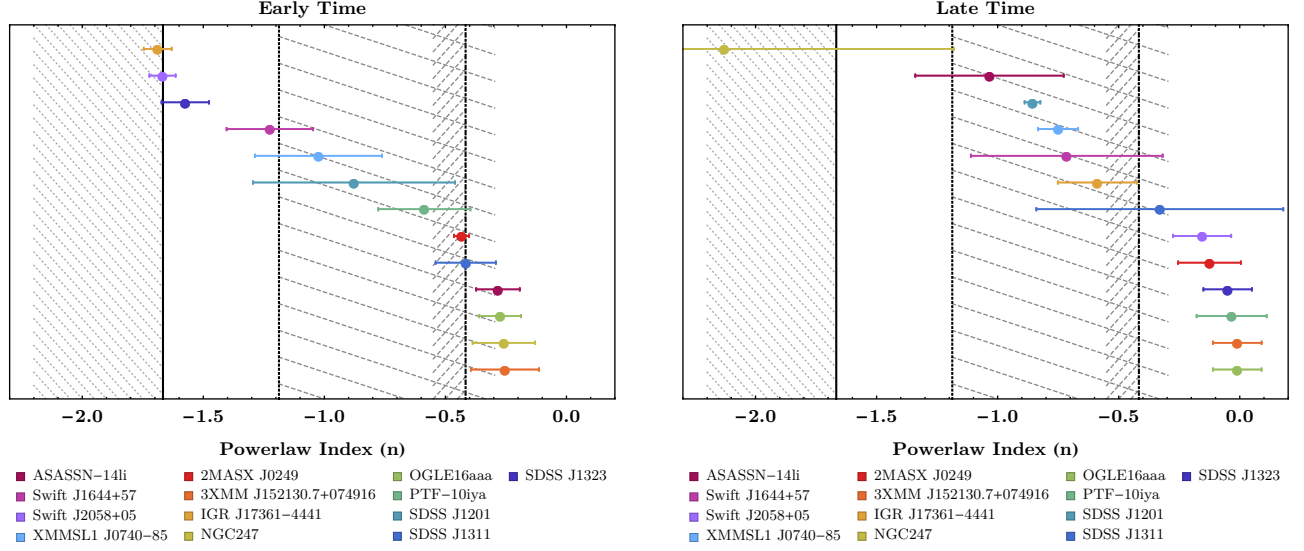 Early Time
−2.0 −1.5 −1.0 −0.5 0.0
Powerlaw Index (n)
ASASSN−14li 2MASX J0249 OGLE16aaa SDSS J1323
Swift J1644+57 3XMM J152130.7+074916 PTF−10iya
Swift J2058+05 IGR J17361−4441 SDSS J1201
XMMSL1 J0740−85 NGC247 SDSS J1311
Late Time
−2.0 −1.5 −1.0 −0.5 0.0
Powerlaw Index (n)
ASASSN−14li 2MASX J0249 OGLE16aaa SDSS J1323
Swift J1644+57 3XMM J152130.7+074916 PTF−10iya
Swift J2058+05 IGR J17361−4441 SDSS J1201
XMMSL1 J0740−85 NGC247 SDSS J1311